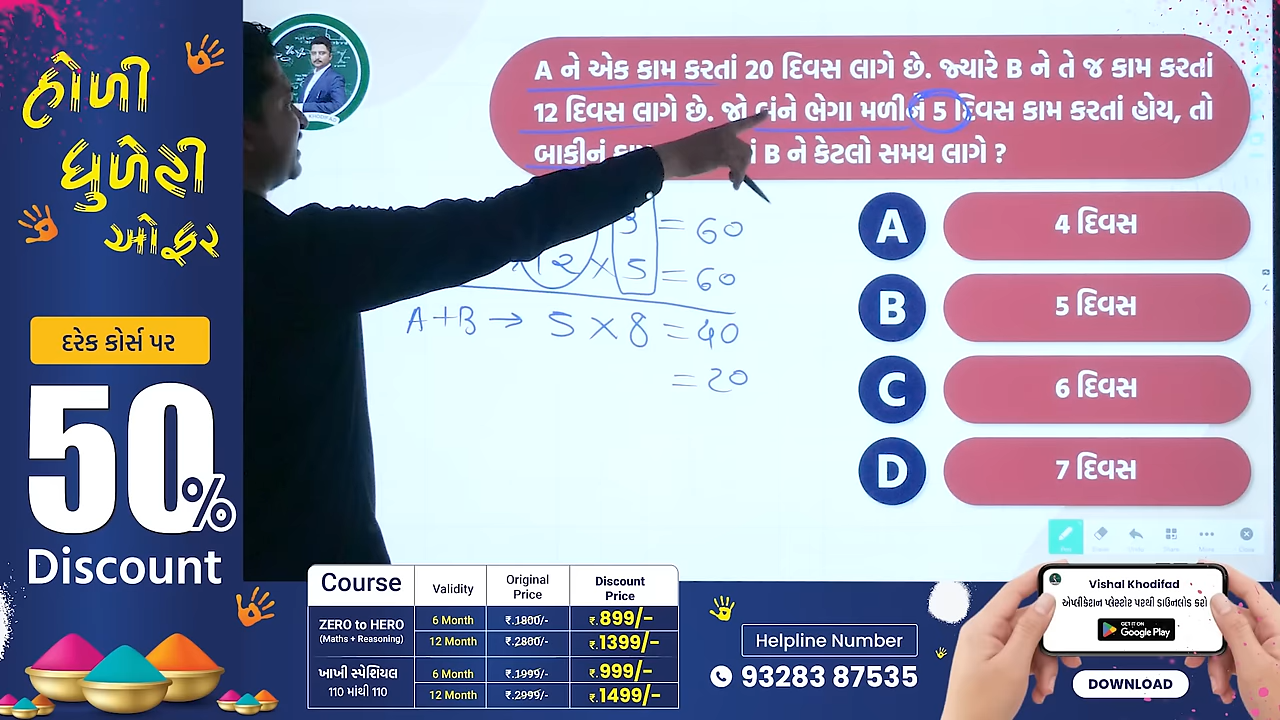 હોળી
ધુળેટી
ઓફર
દરેક કોર્સ પર
50%
Discount
A ને એક કામ કરતાં 20 દિવસ લાગે છે. જ્યારે B ને તે જ કામ કરતાં
12 દિવસ લાગે છે. જો બંને ભેગા મળીને 5 દિવસ કામ કરતાં હોય, તો
બાકીનું B ને કેટલો સમય લાગે ?
3 = 60
12 × 5 = 60
A+B → 5 × 8 = 40
= 20
A 4 દિવસ
B 5 દિવસ
C 6 દિવસ
D 7 દિવસ
Course Validity Original Price Discount Price
ZERO to HERO (Maths + Reasoning)
6 Month ₹.1800/- ₹.899/-
12 Month ₹.2800/- ₹.1399/-
ખાખી સ્પેશિયલ 110 માંથી 110
6 Month ₹.1999/- ₹.999/-
12 Month ₹.2999/- ₹.1499/-
Helpline Number
93283 87535
Vishal Khodifad
એપ્લીકેશન પ્લેસ્ટોર પરથી ડાઉનલોડ કરો
GET IT ON
Google Play
DOWNLOAD